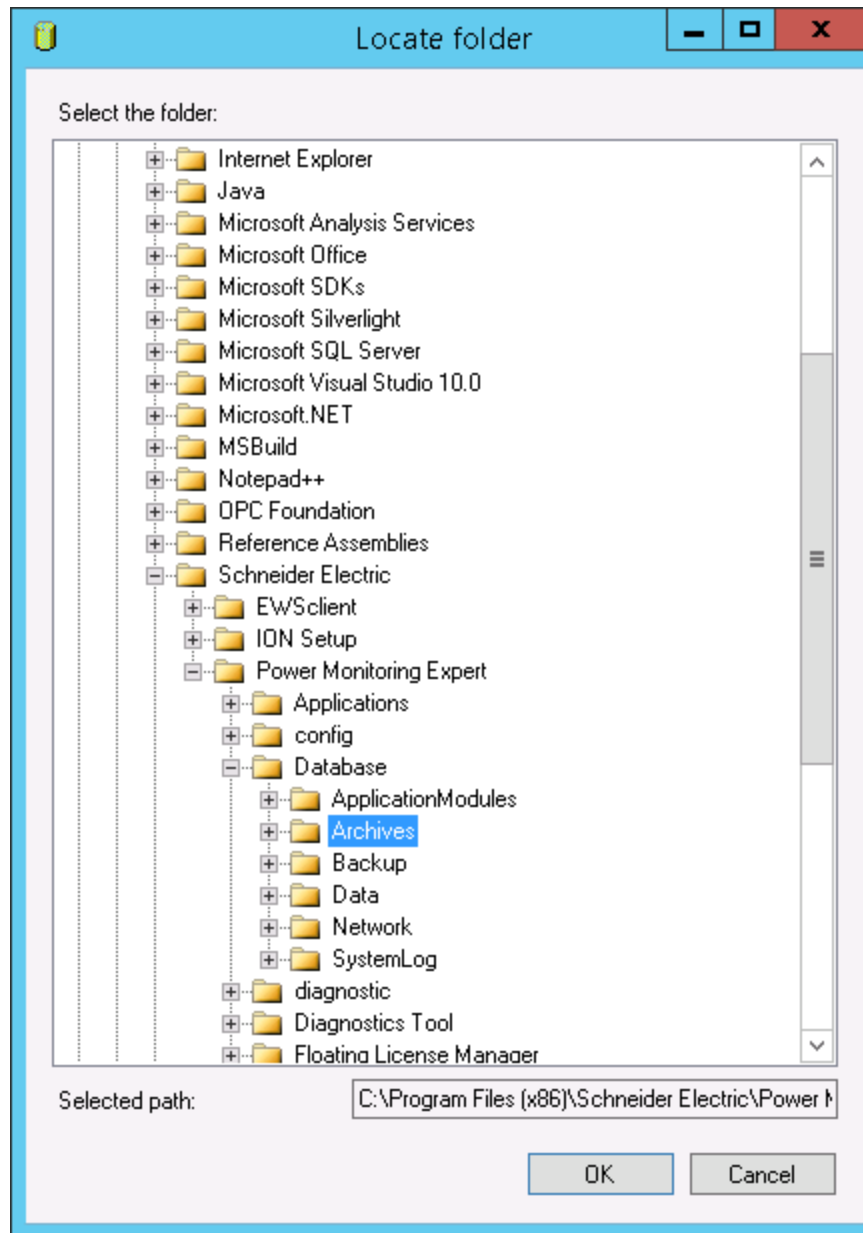 Locate folder
Select the folder:
Internet Explorer
Java
Microsoft Analysis Services
Microsoft Office
Microsoft SDKs
Microsoft Silverlight
Microsoft SQL Server
Microsoft Visual Studio 10.0
Microsoft.NET
MSBuild
Notepad++
OPC Foundation
Reference Assemblies
Schneider Electric
EWSclient
ION Setup
Power Monitoring Expert
Applications
config
Database
ApplicationModules
Archives
Backup
Data
Network
SystemLog
diagnostic
Diagnostics Tool
Floating License Manager
Selected path: C:\Program Files (x86)\Schneider Electric\Power
OK Cancel